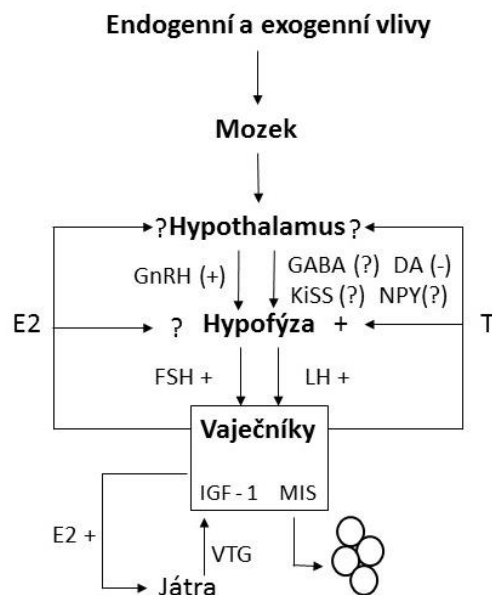 Endogenní a exogenní vlivy
Mozek
?Hypothalamus?
GnRH (+)
GABA (?) DA (-)
KiSS (?) NPY(?)
E2
? Hypofýza +
T
FSH +
LH +
Vaječníky
IGF - 1 MIS
E2 +
VTG
Játra